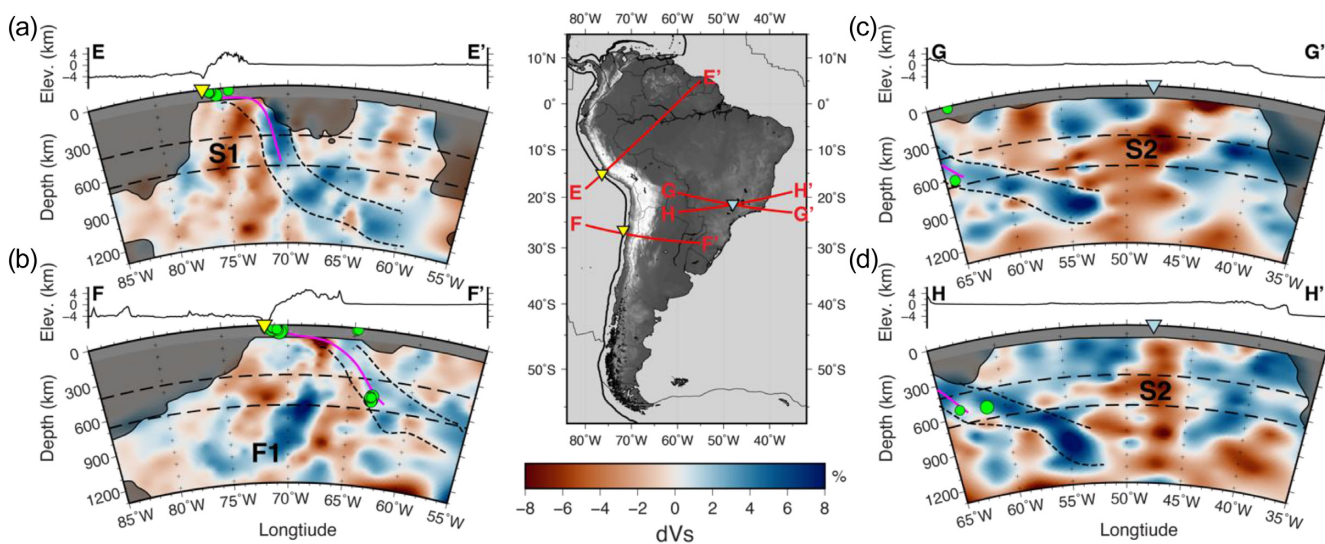 (a)
E E'
Elev. (km)
4
0
−4
Depth (km)
0
300
600
900
1200
S1
85°W 80°W 75°W 70°W 65°W 60°W 55°W
(b)
F F'
Elev. (km)
4
0
−4
Depth (km)
0
300
600
900
1200
F1
85°W 80°W 75°W 70°W 65°W 60°W 55°W
Longtiude
80°W 70°W 60°W 50°W 40°W
10°N 10°N
0° 0°
10°S 10°S
20°S 20°S
30°S 30°S
40°S 40°S
50°S 50°S
E'
E
G H'
H G'
F F'
80°W 70°W 60°W 50°W 40°W
%
−8 −6 −4 −2 0 2 4 6 8
dVs
(c)
G G'
Elev. (km)
4
0
−4
Depth (km)
0
300
600
900
1200
S2
65°W 60°W 55°W 50°W 45°W 40°W 35°W
(d)
H H'
Elev. (km)
4
0
−4
Depth (km)
0
300
600
900
1200
S2
65°W 60°W 55°W 50°W 45°W 40°W 35°W
Longtiude